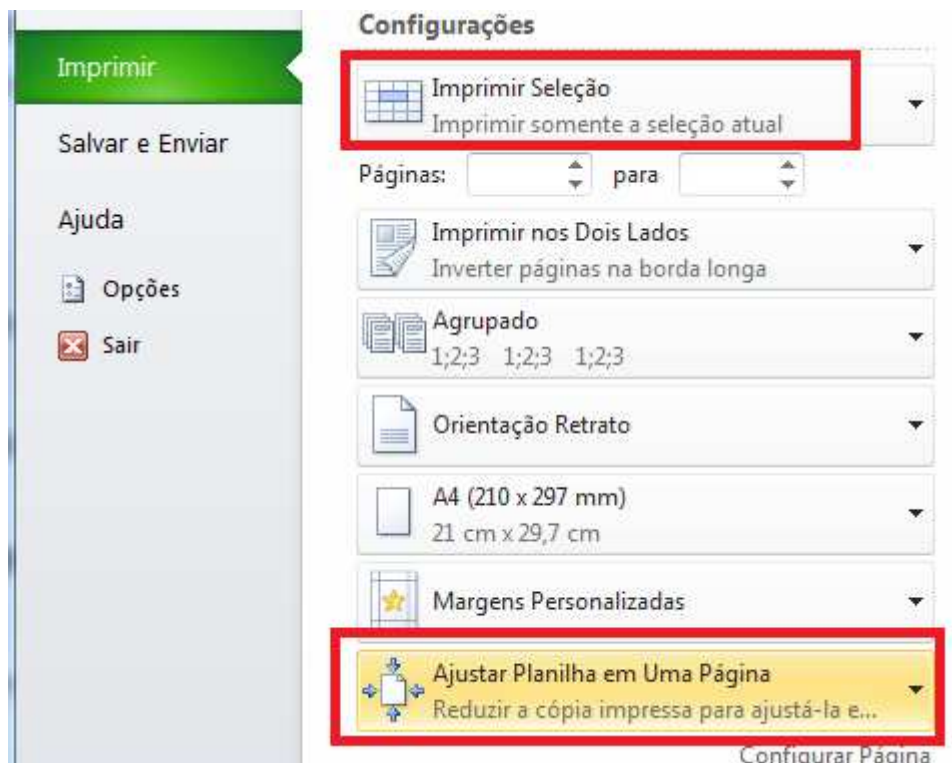 Imprimir
Salvar e Enviar
Ajuda
Opções
Sair
Configurações
Imprimir Seleção
Imprimir somente a seleção atual
Páginas: para
Imprimir nos Dois Lados
Inverter páginas na borda longa
Agrupado
1;2;3 1;2;3 1;2;3
Orientação Retrato
A4 (210 x 297 mm)
21 cm x 29,7 cm
Margens Personalizadas
Ajustar Planilha em Uma Página
Reduzir a cópia impressa para ajustá-la e...
Configurar Página